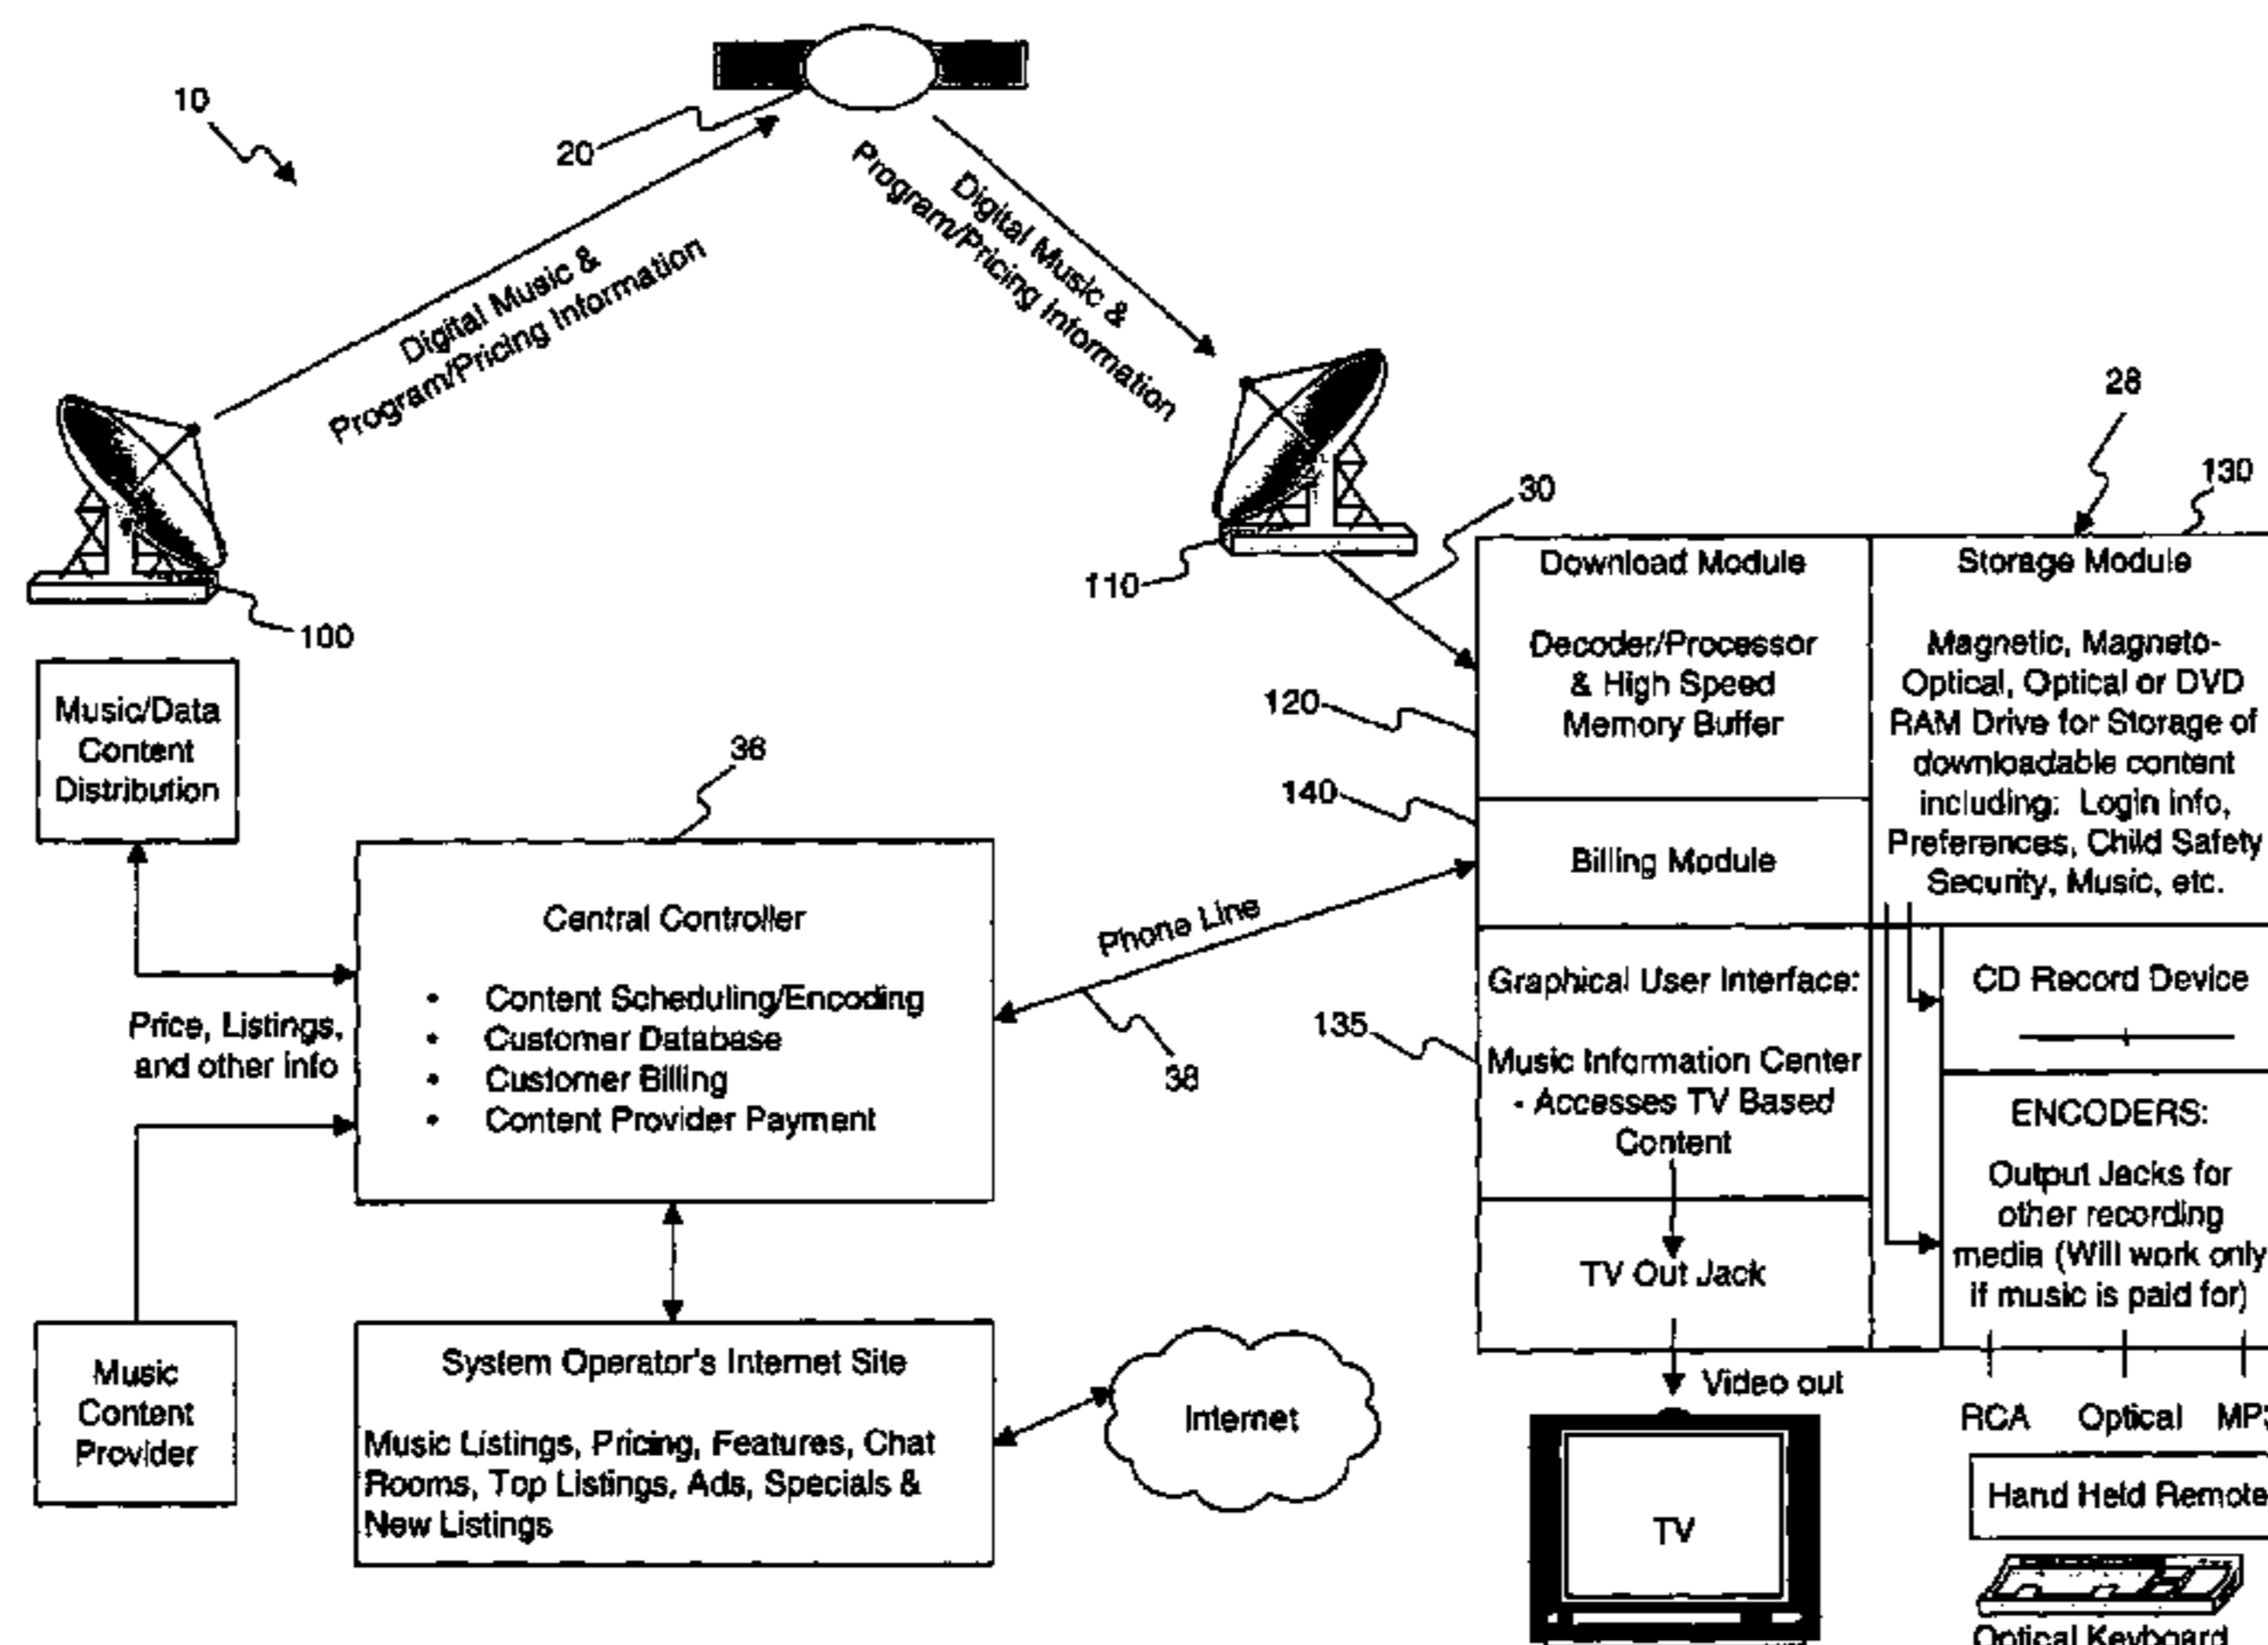 10
20
Digital Music &
Program/Pricing Information
Digital Music &
Program/Pricing Information
28
130
30
110
100
Download Module
Decoder/Processor
& High Speed
Memory Buffer
120
Storage Module
Magnetic, Magneto-
Optical, Optical or DVD
RAM Drive for Storage of
downloadable content
including: Login info,
Preferences, Child Safety
Security, Music, etc.
Music/Data
Content
Distribution
36
140
Billing Module
Central Controller
• Content Scheduling/Encoding
• Customer Database
• Customer Billing
• Content Provider Payment
Phone Line
38
Price, Listings,
and other info
Graphical User Interface:
135
Music Information Center
- Accesses TV Based
Content
CD Record Device
ENCODERS:
Output Jacks for
other recording
media (Will work only
if music is paid for)
TV Out Jack
Music
Content
Provider
System Operator's Internet Site
Music Listings, Pricing, Features, Chat
Rooms, Top Listings, Ads, Specials &
New Listings
Internet
Video out
TV
RCA Optical
Hand Held Remote
Optical Keyboard